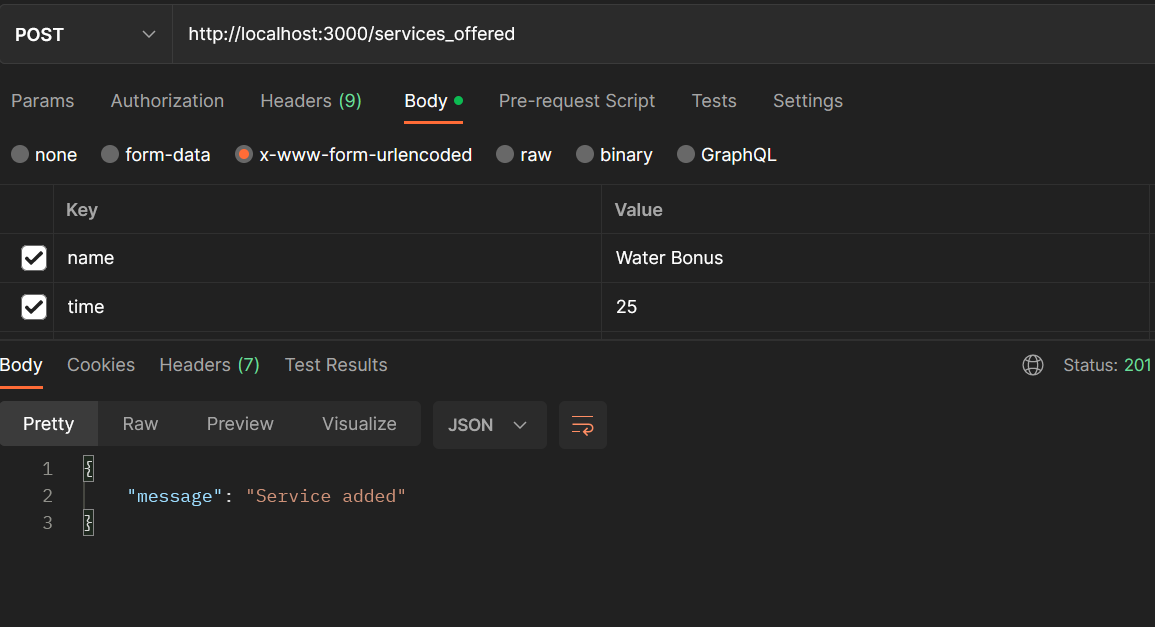 POST http://localhost:3000/services_offered
Params Authorization Headers (9) Body Pre-request Script Tests Settings
none form-data x-www-form-urlencoded raw binary GraphQL
Key Value
name Water Bonus
time 25
Body Cookies Headers (7) Test Results Status: 201
Pretty Raw Preview Visualize JSON
1 {
2 "message": "Service added"
3 }